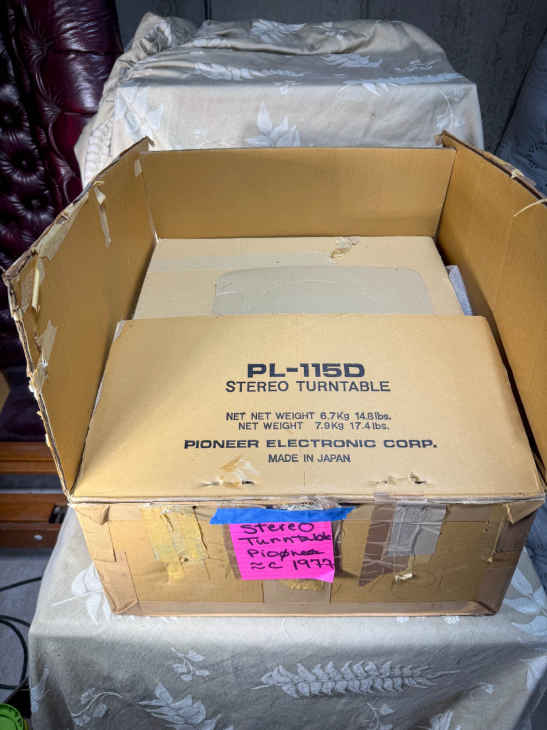 PL-115D
STEREO TURNTABLE
NET NET WEIGHT 6.7Kg 14.8lbs.
NET WEIGHT 7.9Kg 17.4lbs.
PIONEER ELECTRONIC CORP.
MADE IN JAPAN
Stereo
Turntable
Pioneer
≈C 1977